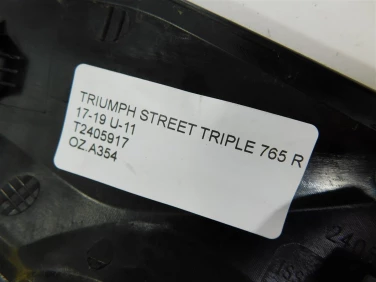 TRIUMPH STREET TRIPLE 765 R
17-19 U-11
T2405917
OZ.A354